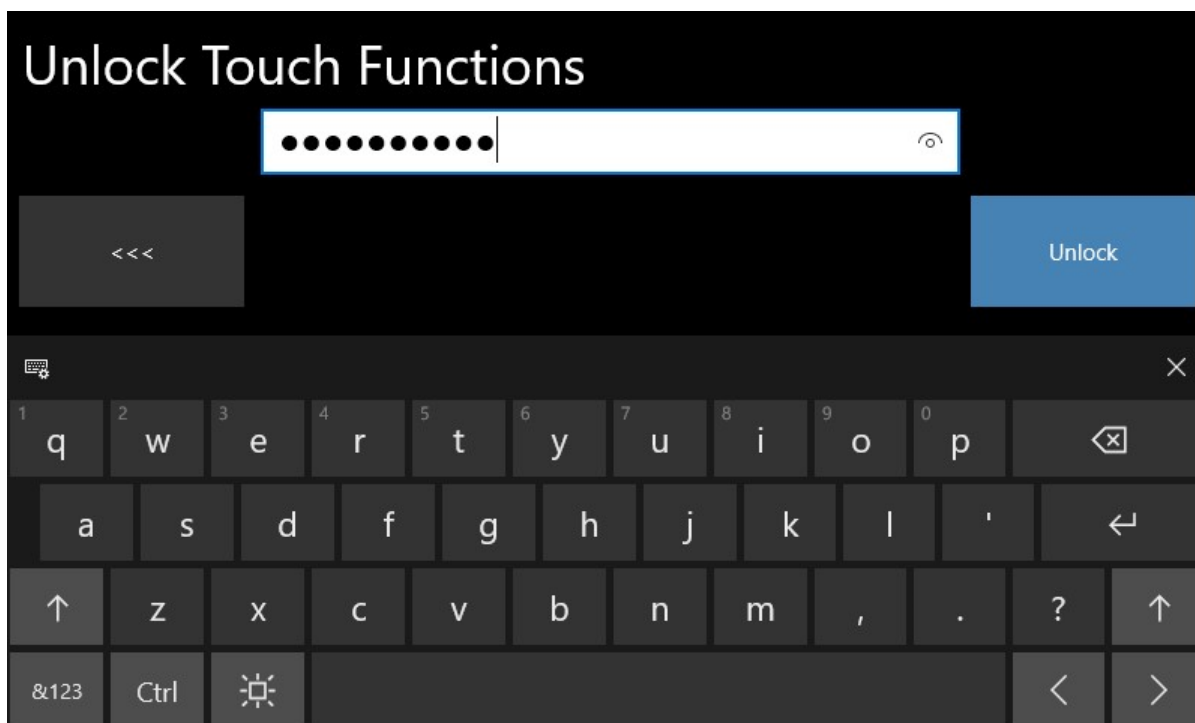 Unlock Touch Functions
●●●●●●●●●●
<<<
Unlock
1 q 2 w 3 e 4 r 5 t 6 y 7 u 8 i 9 o 0 p
a s d f g h j k l '
↑ z x c v b n m , . ? ↑
&123 Ctrl < >